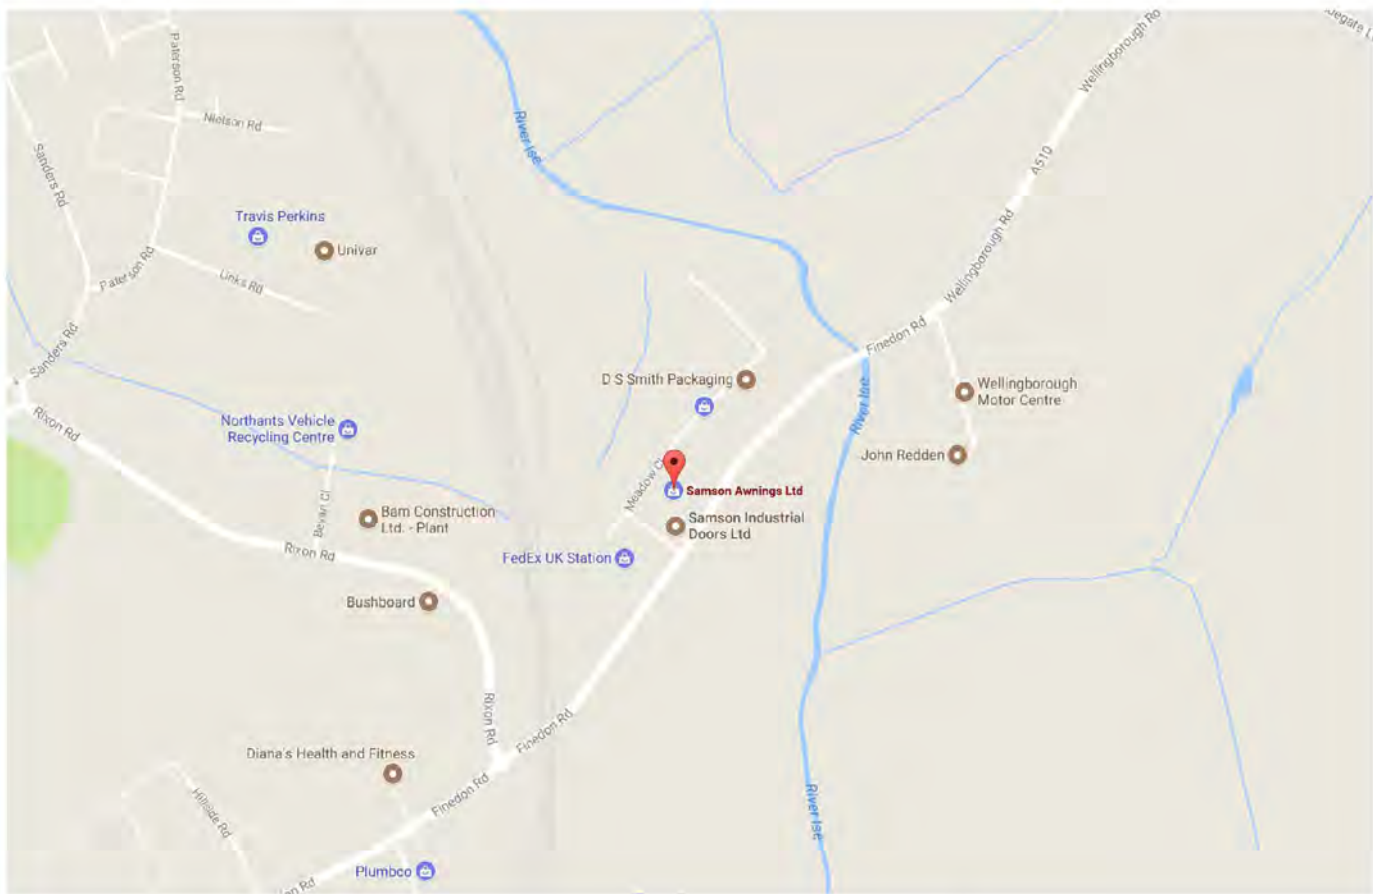 Wellingborough Rd
Paterson Rd
Nielson Rd
River Ise
Sanders Rd
A510
Travis Perkins
Univar
Wellingborough Rd
Paterson Rd
Links Rd
Sanders Rd
Finedon Rd
D S Smith Packaging
Wellingborough
Motor Centre
River Ise
Rixon Rd
Northants Vehicle
Recycling Centre
John Redden
Meadow Cl
Samson Awnings Ltd
Bevan Cl
Bam Construction
Ltd. - Plant
Samson Industrial
Doors Ltd
Rixon Rd
FedEx UK Station
Bushboard
Rixon Rd
Finedon Rd
Diana's Health and Fitness
Finedon Rd
Hillside Rd
River Ise
Plumbco
Rd